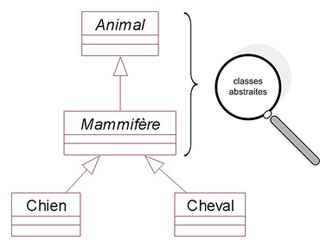 Animal
classes
abstraites
Mammifère
Chien
Cheval